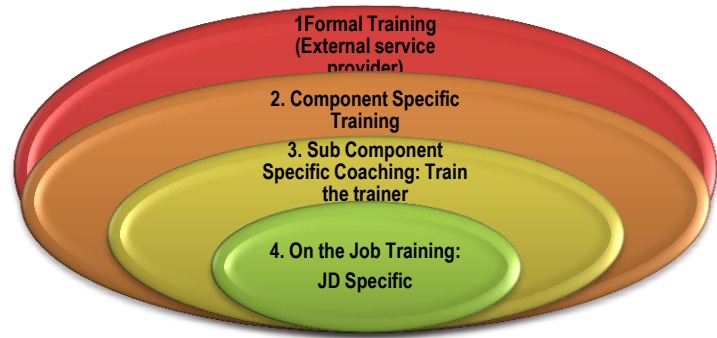 1Formal Training
(External service
provider)
2. Component Specific
Training
3. Sub Component
Specific Coaching: Train
the trainer
4. On the Job Training:
JD Specific